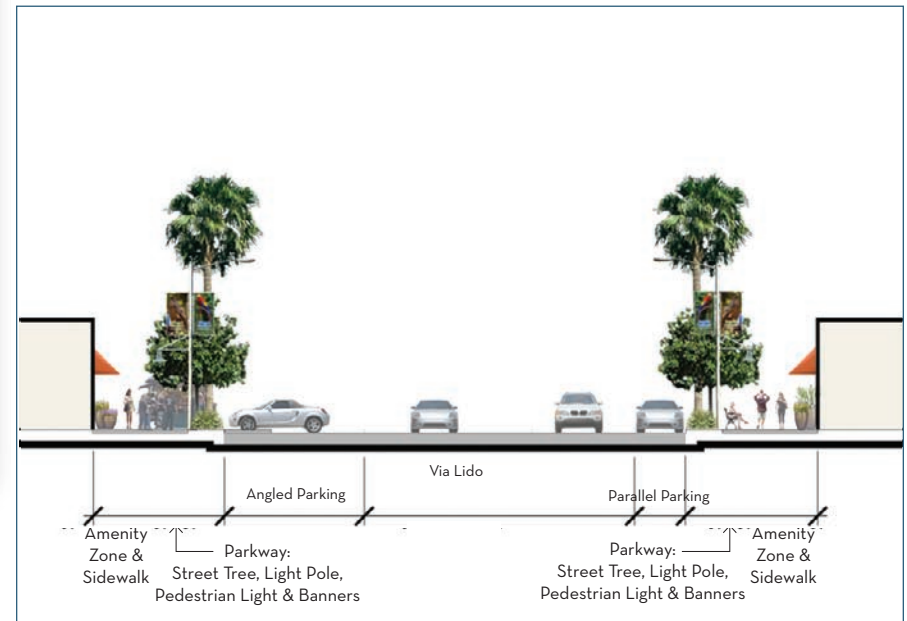 Via Lido
Angled Parking
Parallel Parking
Amenity
Zone &
Sidewalk
Parkway:
Street Tree, Light Pole,
Pedestrian Light & Banners
Parkway:
Street Tree, Light Pole,
Pedestrian Light & Banners
Amenity
Zone &
Sidewalk